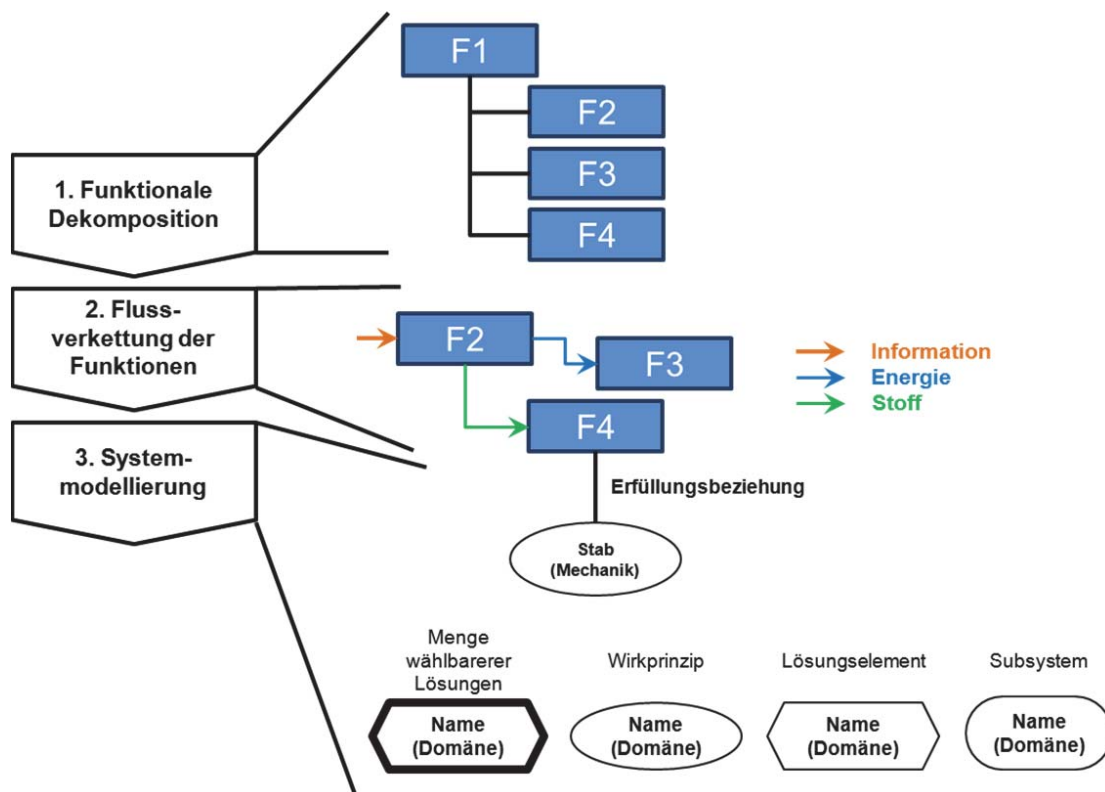 F1
F2
F3
F4
1. Funktionale
Dekomposition
2. Fluss-
verkettung der
Funktionen
F2
F3
F4
Information
Energie
Stoff
3. System-
modellierung
Erfüllungsbeziehung
Stab
(Mechanik)
Menge
wählbarerer
Lösungen
Name
(Domäne)
Wirkprinzip
Name
(Domäne)
Lösungselement
Name
(Domäne)
Subsystem
Name
(Domäne)